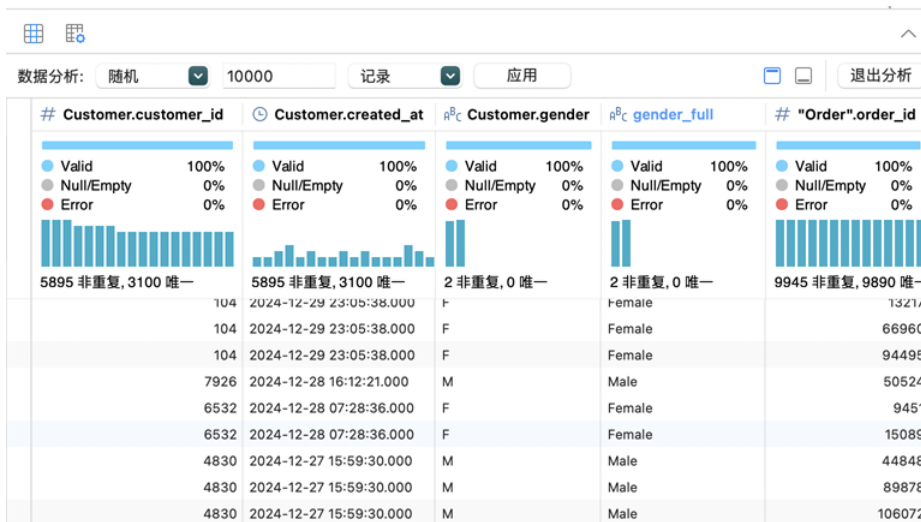 数据分析: 随机 10000 记录 应用 退出分析
# Customer.customer_id Customer.created_at ABC Customer.gender ABC gender_full # "Order".order_id
Valid 100% Valid 100% Valid 100% Valid 100% Valid 100%
Null/Empty 0% Null/Empty 0% Null/Empty 0% Null/Empty 0% Null/Empty 0%
Error 0% Error 0% Error 0% Error 0% Error 0%
5895 非重复, 3100 唯一 5895 非重复, 3100 唯一 2 非重复, 0 唯一 2 非重复, 0 唯一 9945 非重复, 9890 唯一
104 2024-12-29 23:05:38.000 F Female 13217
104 2024-12-29 23:05:38.000 F Female 66960
104 2024-12-29 23:05:38.000 F Female 94495
7926 2024-12-28 16:12:21.000 M Male 50524
6532 2024-12-28 07:28:36.000 F Female 9451
6532 2024-12-28 07:28:36.000 F Female 15089
4830 2024-12-27 15:59:30.000 M Male 44848
4830 2024-12-27 15:59:30.000 M Male 89878
4830 2024-12-27 15:59:30.000 M Male 106072